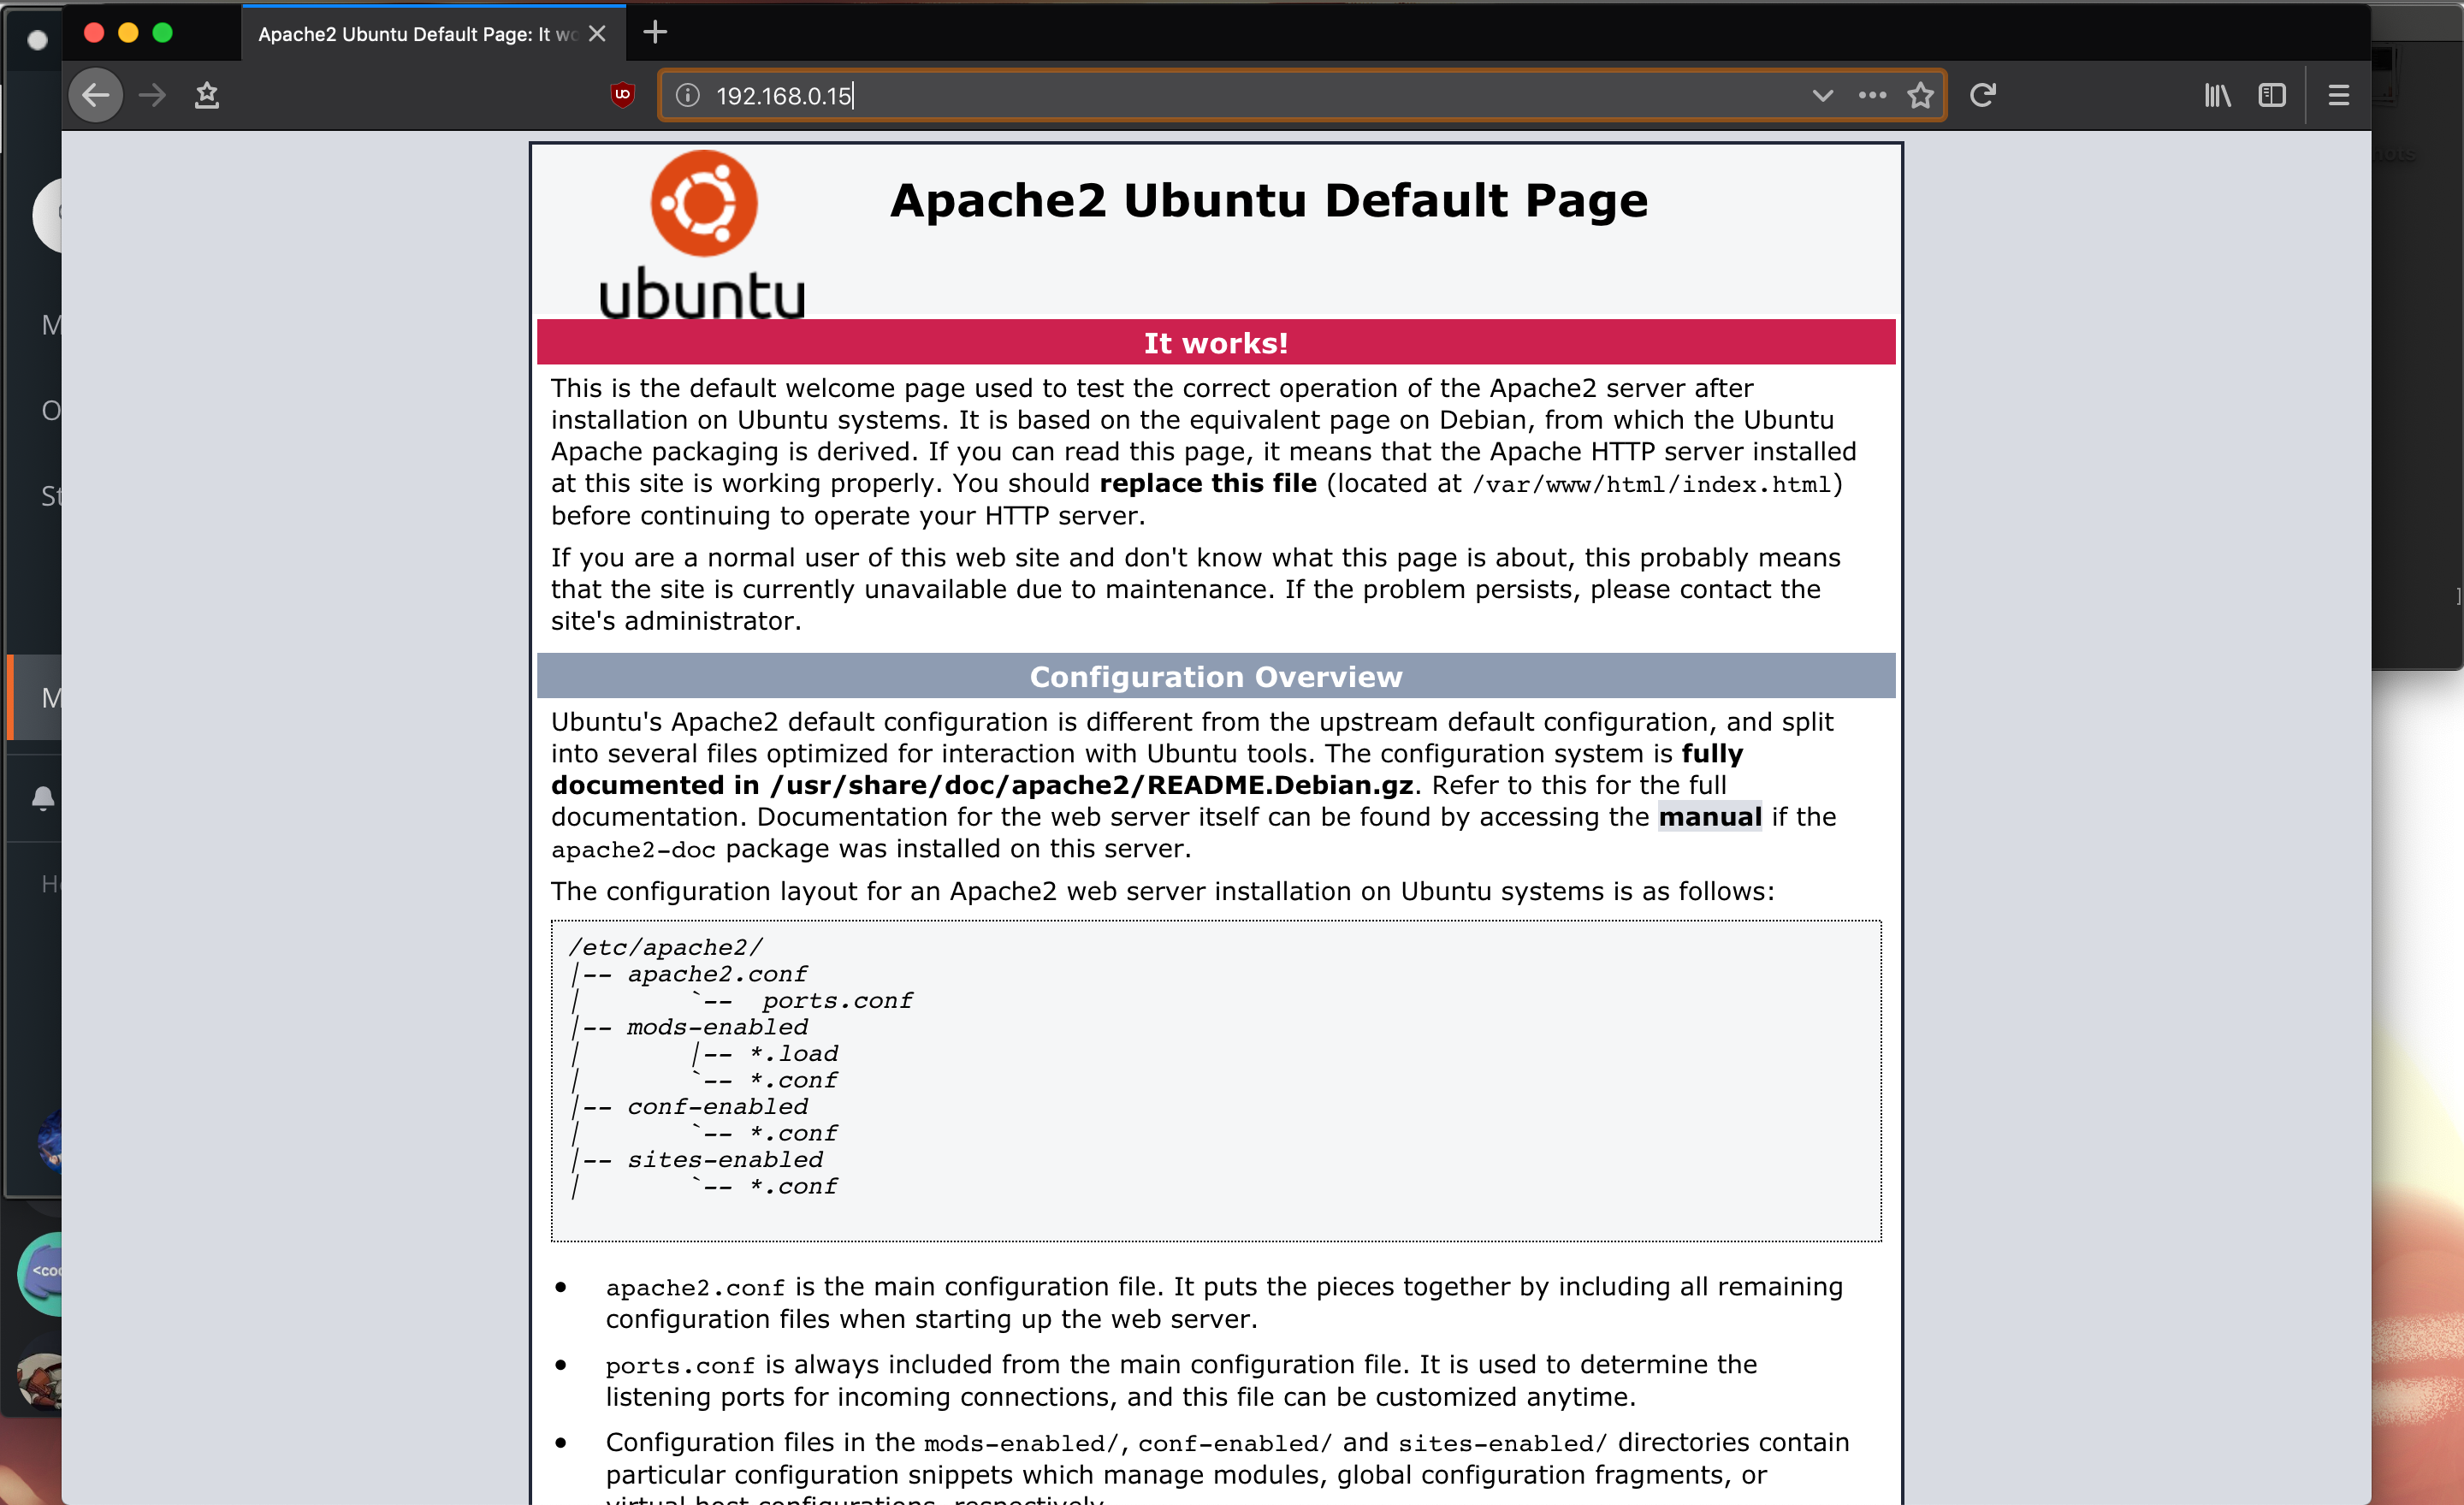 Apache2 Ubuntu Default Page: It wo
192.168.0.15
ubuntu
Apache2 Ubuntu Default Page
It works!
This is the default welcome page used to test the correct operation of the Apache2 server after
installation on Ubuntu systems. It is based on the equivalent page on Debian, from which the Ubuntu
Apache packaging is derived. If you can read this page, it means that the Apache HTTP server installed
at this site is working properly. You should replace this file (located at /var/www/html/index.html)
before continuing to operate your HTTP server.
If you are a normal user of this web site and don't know what this page is about, this probably means
that the site is currently unavailable due to maintenance. If the problem persists, please contact the
site's administrator.
Configuration Overview
Ubuntu's Apache2 default configuration is different from the upstream default configuration, and split
into several files optimized for interaction with Ubuntu tools. The configuration system is fully
documented in /usr/share/doc/apache2/README.Debian.gz. Refer to this for the full
documentation. Documentation for the web server itself can be found by accessing the manual if the
apache2-doc package was installed on this server.
The configuration layout for an Apache2 web server installation on Ubuntu systems is as follows:
/etc/apache2/
|-- apache2.conf
|       `--  ports.conf
|-- mods-enabled
|       |-- *.load
|       `-- *.conf
|-- conf-enabled
|       `-- *.conf
|-- sites-enabled
|       `-- *.conf
• apache2.conf is the main configuration file. It puts the pieces together by including all remaining
configuration files when starting up the web server.
• ports.conf is always included from the main configuration file. It is used to determine the
listening ports for incoming connections, and this file can be customized anytime.
• Configuration files in the mods-enabled/, conf-enabled/ and sites-enabled/ directories contain
particular configuration snippets which manage modules, global configuration fragments, or
virtual host configurations, respectively.